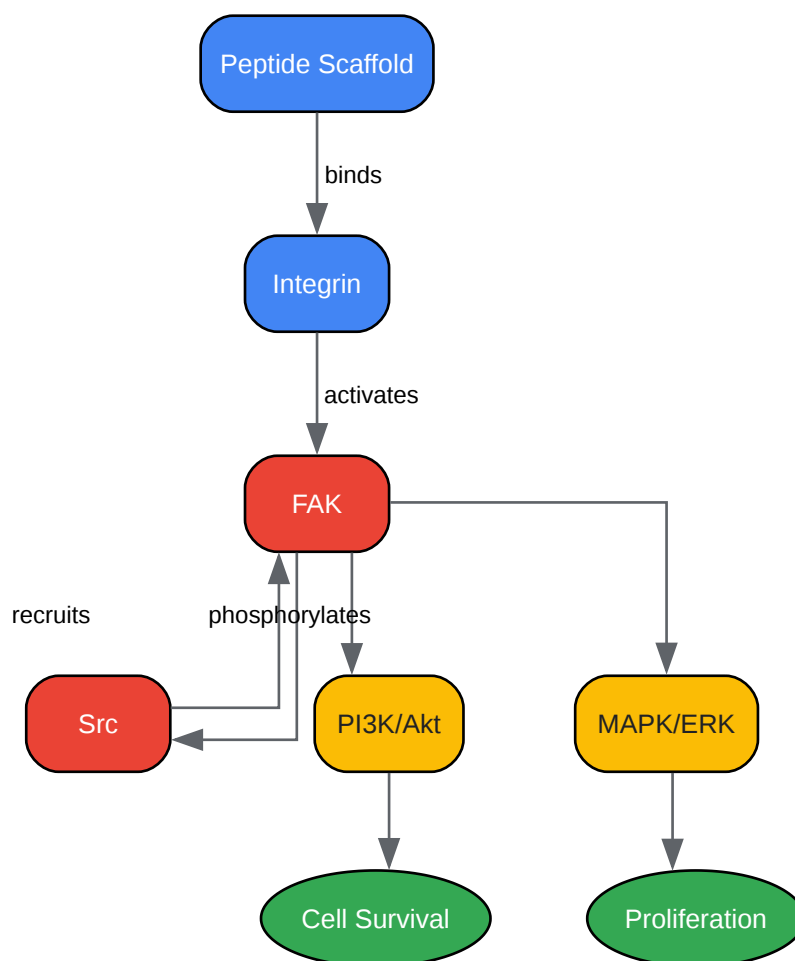 Peptide Scaffold
binds
Integrin
activates
FAK
recruits
phosphorylates
Src
PI3K/Akt
MAPK/ERK
Cell Survival
Proliferation